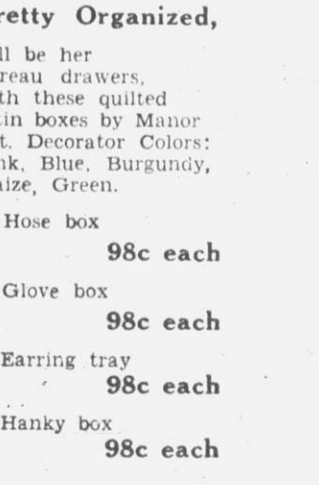 retty Organized,
ll be her
reau drawers,
th these quilted
tin boxes by Manor
t. Decorator Colors:
nk, Blue, Burgundy,
aize, Green.
Hose box
98c each
Glove box
98c each
Earring tray
98c each
Hanky box
98c each